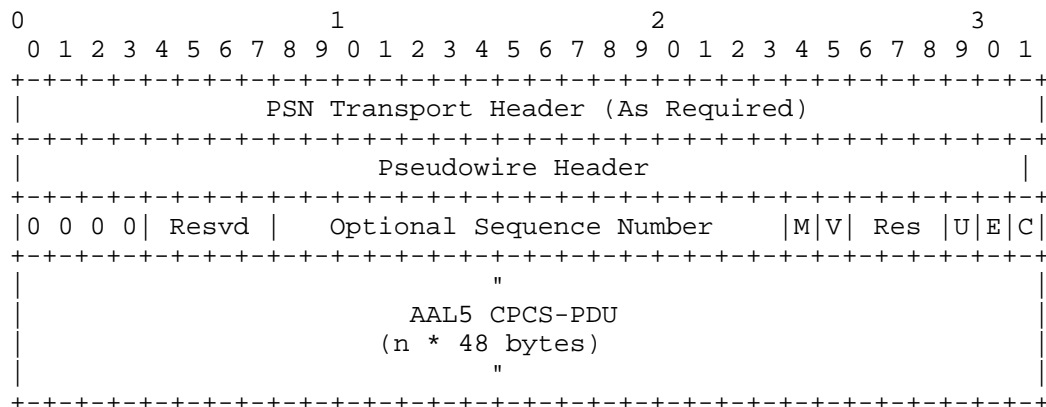 0                   1                   2                   3
 0 1 2 3 4 5 6 7 8 9 0 1 2 3 4 5 6 7 8 9 0 1 2 3 4 5 6 7 8 9 0 1
+-+-+-+-+-+-+-+-+-+-+-+-+-+-+-+-+-+-+-+-+-+-+-+-+-+-+-+-+-+-+-+-+
|               PSN Transport Header (As Required)              |
+-+-+-+-+-+-+-+-+-+-+-+-+-+-+-+-+-+-+-+-+-+-+-+-+-+-+-+-+-+-+-+-+
|                      Pseudowire Header                       |
+-+-+-+-+-+-+-+-+-+-+-+-+-+-+-+-+-+-+-+-+-+-+-+-+-+-+-+-+-+-+-+-+
|0 0 0 0| Resvd |   Optional Sequence Number    |M|V| Res |U|E|C|
+-+-+-+-+-+-+-+-+-+-+-+-+-+-+-+-+-+-+-+-+-+-+-+-+-+-+-+-+-+-+-+-+
|                             "                                 |
|                        AAL5 CPCS-PDU                          |
|                      (n * 48 bytes)                           |
|                             "                                 |
+-+-+-+-+-+-+-+-+-+-+-+-+-+-+-+-+-+-+-+-+-+-+-+-+-+-+-+-+-+-+-+-+